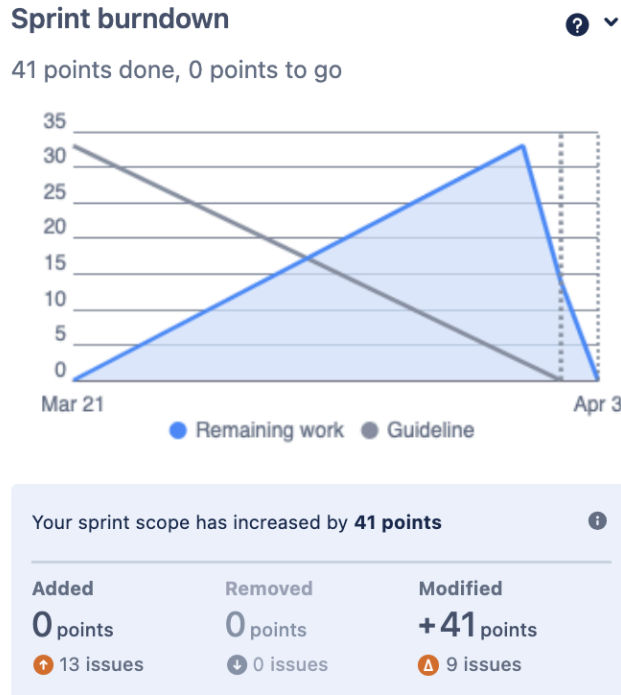 Sprint burndown
?
41 points done, 0 points to go
35
30
25
20
15
10
5
0
Mar 21 Apr 3
Remaining work Guideline
Your sprint scope has increased by 41 points
Added Removed Modified
0 points 0 points +41 points
13 issues 0 issues 9 issues